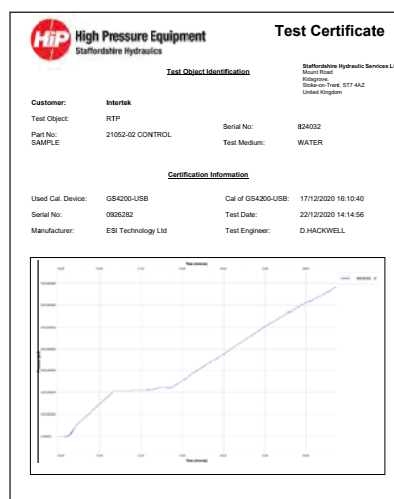 HiP High Pressure Equipment
Staffordshire Hydraulics
Test Certificate
Test Object Identification
Staffordshire Hydraulic Services L
Mount Road
Kidsgrove,
Stoke-on-Trent. ST7 4AZ
United Kingdom
Customer: Intertek
Test Object: RTP
Serial No: 824032
Part No: 21052-02 CONTROL
SAMPLE
Test Medium: WATER
Certification Information
Used Cal. Device: GS4200-USB Cal of GS4200-USB: 17/12/2020 16:10:40
Serial No: 0926282 Test Date: 22/12/2020 14:14:56
Manufacturer: ESI Technology Ltd Test Engineer: D.HACKWELL